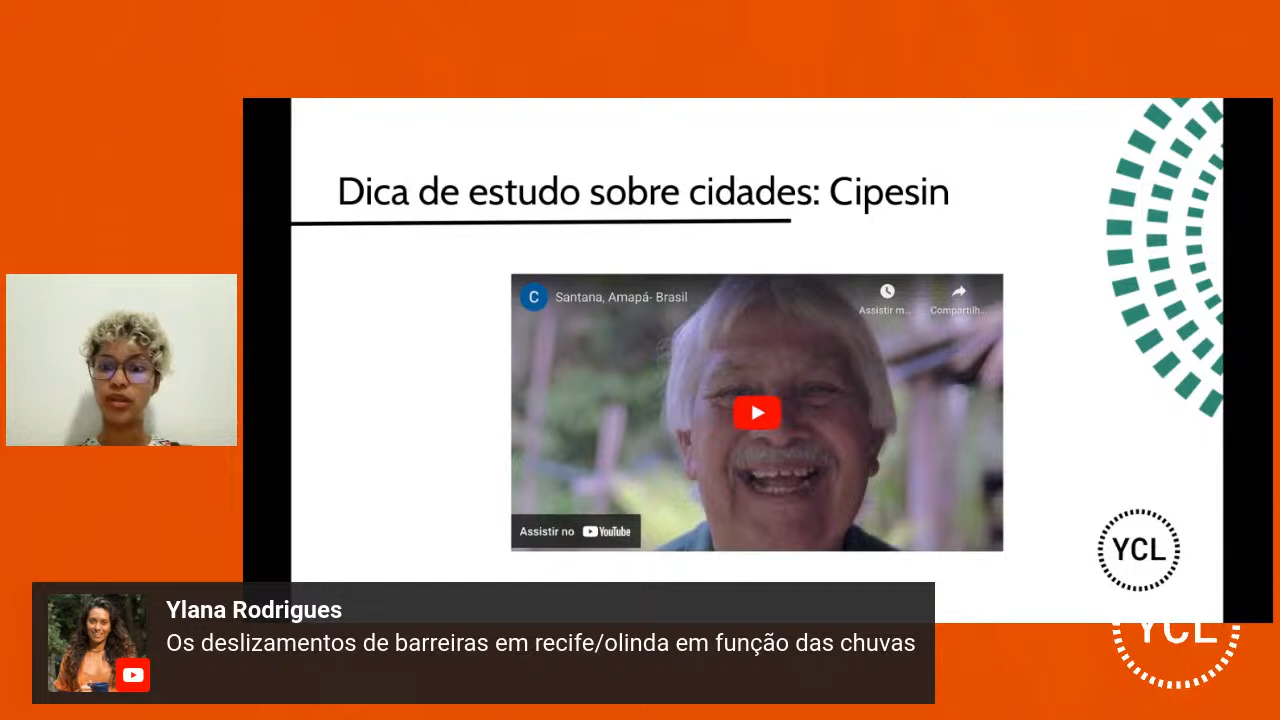 Dica de estudo sobre cidades: Cipesin
C
Santana, Amapá- Brasil
Assistir m...
Compartilh...
Assistir no YouTube
YCL
YCL
Ylana Rodrigues
Os deslizamentos de barreiras em recife/olinda em função das chuvas